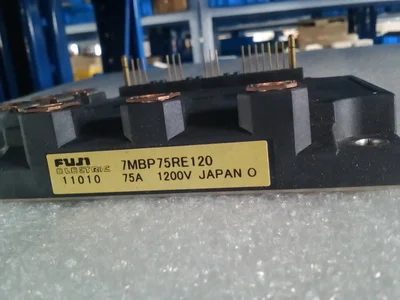 FUJI 7MBP75RE120
ELECTRIC
11010 75A 1200V JAPAN O